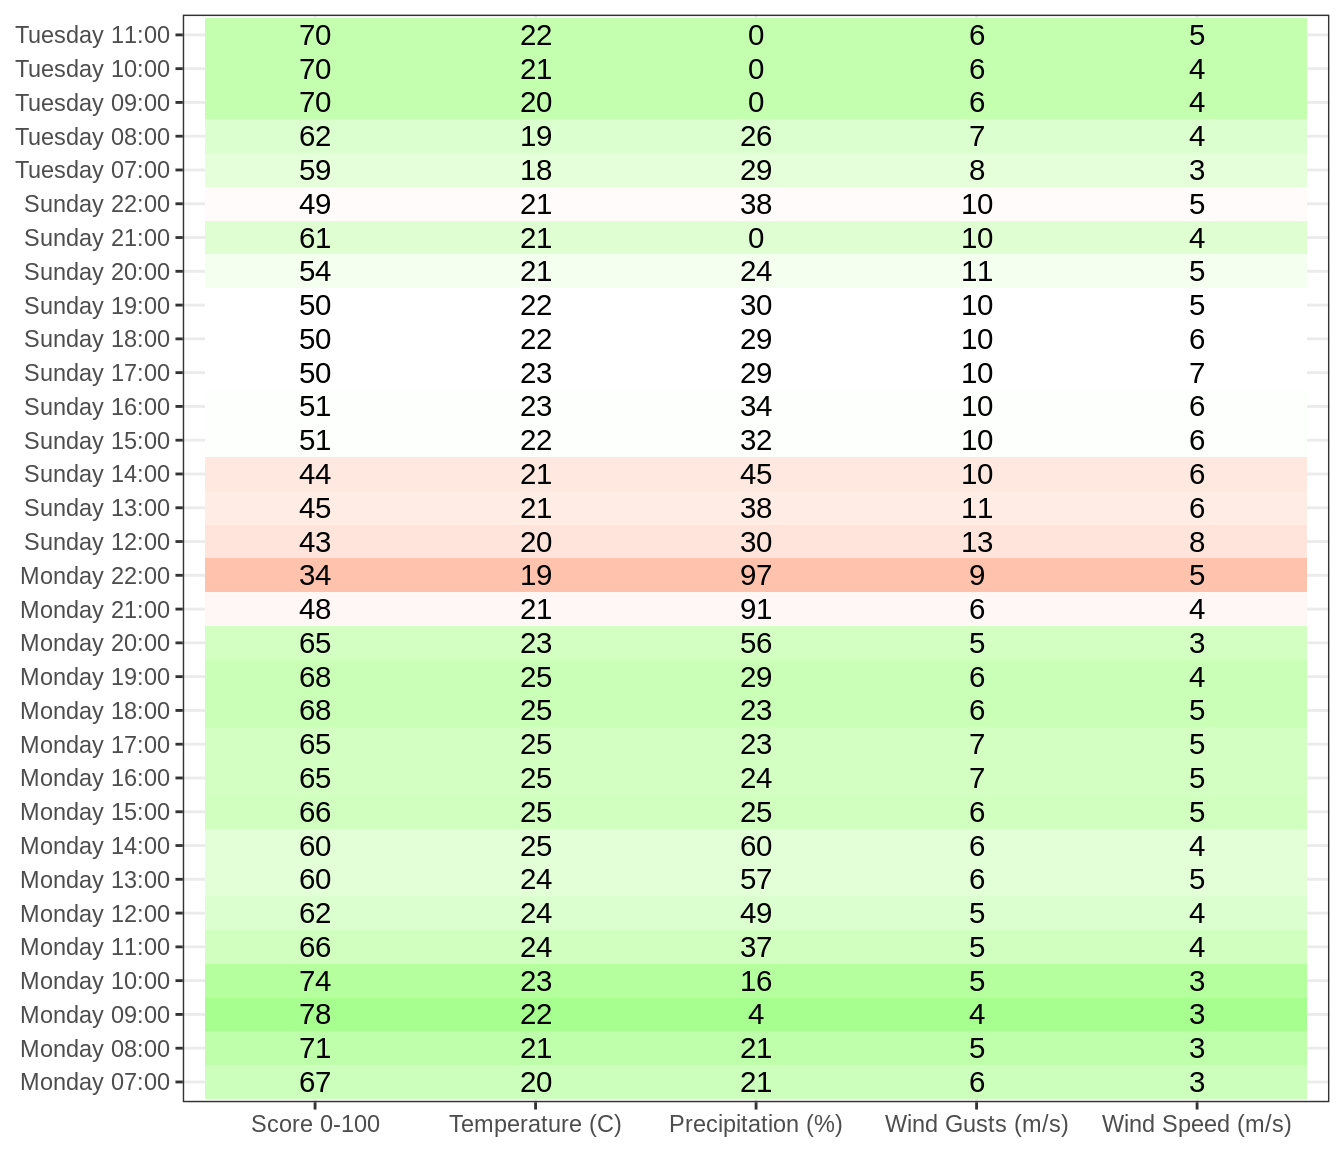 Tuesday 11:00 70 22 0 6 5
Tuesday 10:00 70 21 0 6 4
Tuesday 09:00 70 20 0 6 4
Tuesday 08:00 62 19 26 7 4
Tuesday 07:00 59 18 29 8 3
Sunday 22:00 49 21 38 10 5
Sunday 21:00 61 21 0 10 4
Sunday 20:00 54 21 24 11 5
Sunday 19:00 50 22 30 10 5
Sunday 18:00 50 22 29 10 6
Sunday 17:00 50 23 29 10 7
Sunday 16:00 51 23 34 10 6
Sunday 15:00 51 22 32 10 6
Sunday 14:00 44 21 45 10 6
Sunday 13:00 45 21 38 11 6
Sunday 12:00 43 20 30 13 8
Monday 22:00 34 19 97 9 5
Monday 21:00 48 21 91 6 4
Monday 20:00 65 23 56 5 3
Monday 19:00 68 25 29 6 4
Monday 18:00 68 25 23 6 5
Monday 17:00 65 25 23 7 5
Monday 16:00 65 25 24 7 5
Monday 15:00 66 25 25 6 5
Monday 14:00 60 25 60 6 4
Monday 13:00 60 24 57 6 5
Monday 12:00 62 24 49 5 4
Monday 11:00 66 24 37 5 4
Monday 10:00 74 23 16 5 3
Monday 09:00 78 22 4 4 3
Monday 08:00 71 21 21 5 3
Monday 07:00 67 20 21 6 3
Score 0-100 Temperature (C) Precipitation (%) Wind Gusts (m/s) Wind Speed (m/s)